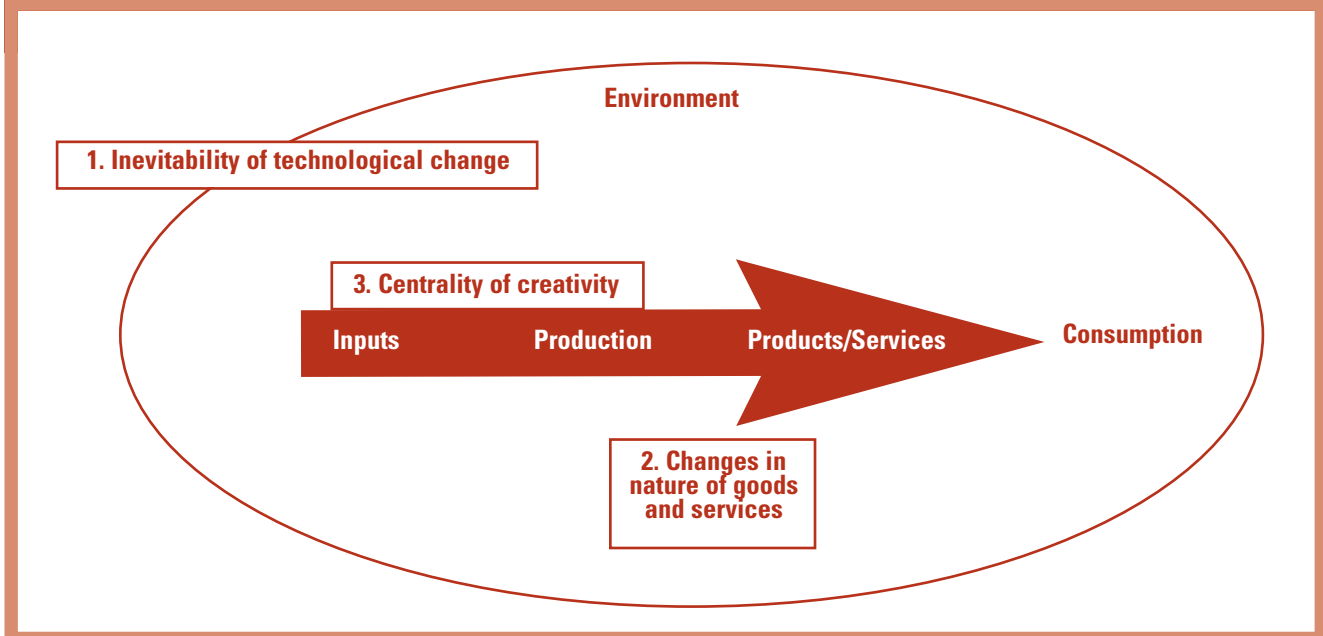 Environment
1. Inevitability of technological change
3. Centrality of creativity
Inputs Production Products/Services Consumption
2. Changes in
nature of goods
and services